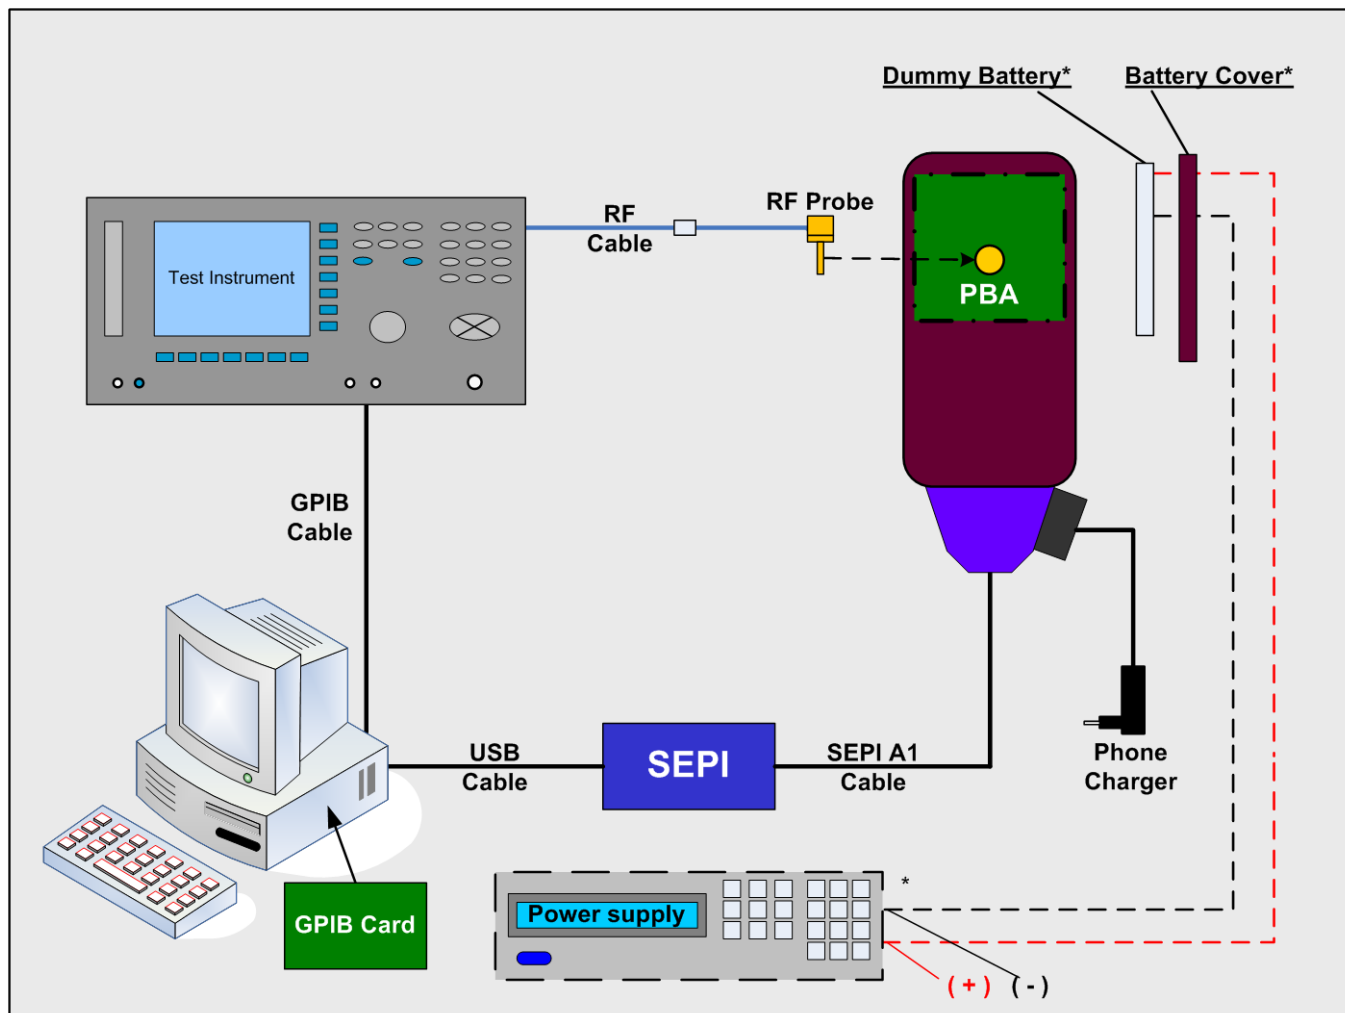 Dummy Battery*
Battery Cover*
RF Probe
RF
Cable
Test Instrument
PBA
GPIB
Cable
USB
Cable
SEPI
SEPI A1
Cable
Phone
Charger
GPIB Card
Power supply
*
( + ) ( - )